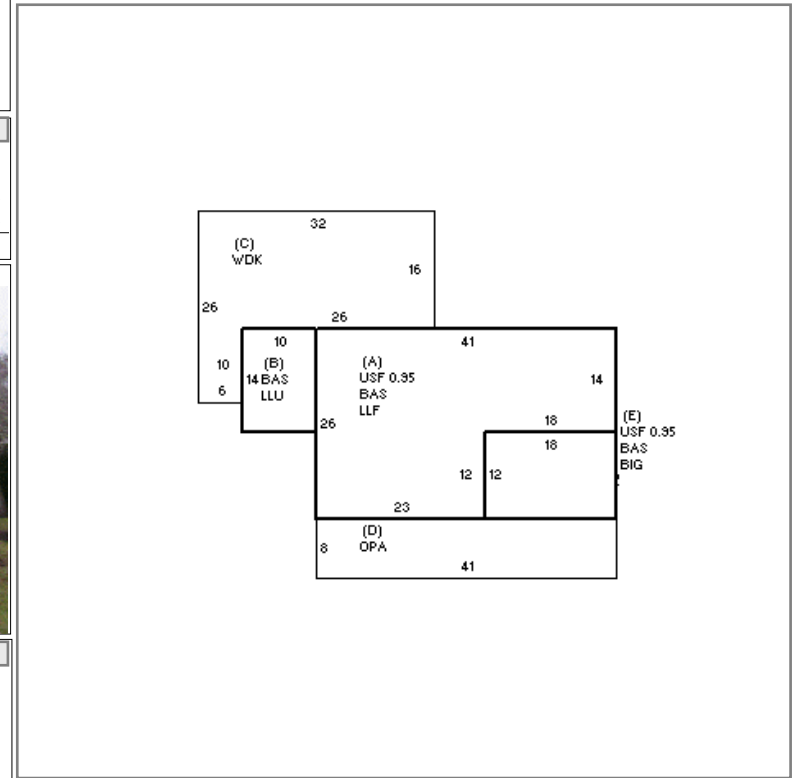 32
(C)
WDK
16
26
26
10
41
10
(B)
(A)
14 BAS
USF 0.95
14
6
LLU
BAS
LLF
26
18
(E)
18
USF 0.95
BAS
BIG
12
12
23
(D)
8
OPA
41